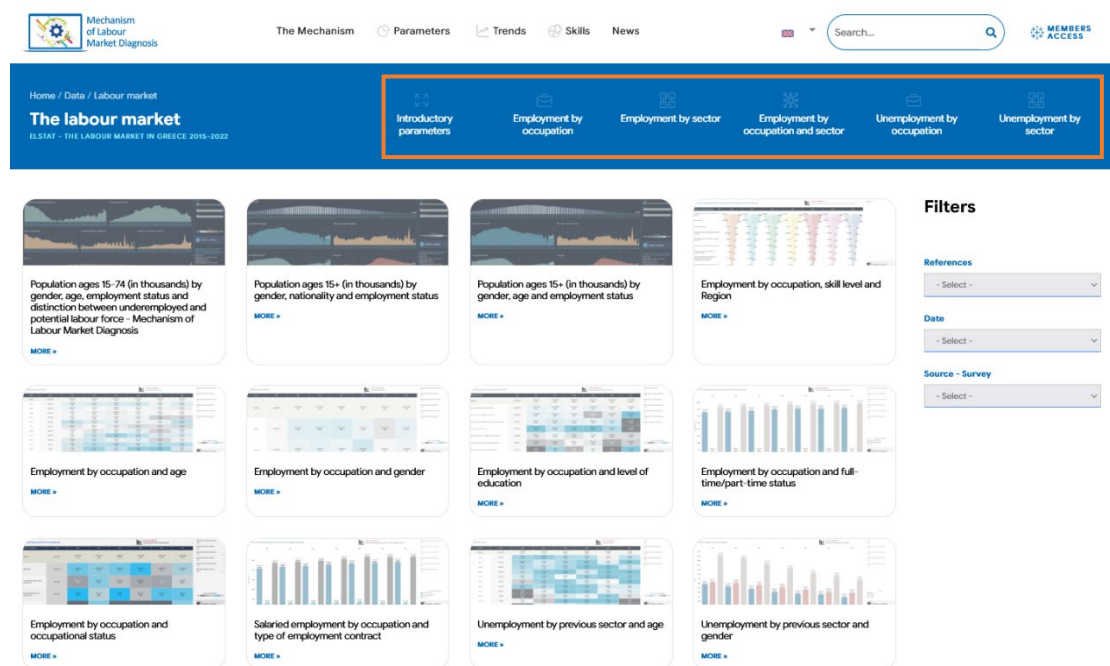 Mechanism
of Labour
Market Diagnosis
The Mechanism
Parameters
Trends
Skills
News
Search...
MEMBERS
ACCESS
Home / Data / Labour market
The labour market
ELSTAT - THE LABOUR MARKET IN GREECE 2015-2022
Introductory
parameters
Employment by
occupation
Employment by sector
Employment by
occupation and sector
Unemployment by
occupation
Unemployment by
sector
Population ages 15-74 (in thousands) by
gender, age, employment status and
distinction between underemployed and
potential labour force - Mechanism of
Labour Market Diagnosis
MORE »
Population ages 15+ (in thousands) by
gender, nationality and employment status
MORE »
Population ages 15+ (in thousands) by
gender, age and employment status
MORE »
Employment by occupation, skill level and
Region
MORE »
Filters
References
- Select -
Date
- Select -
Source - Survey
- Select -
Employment by occupation and age
MORE »
Employment by occupation and gender
MORE »
Employment by occupation and level of
education
MORE »
Employment by occupation and full-
time/part-time status
MORE »
Employment by occupation and
occupational status
MORE »
Salaried employment by occupation and
type of employment contract
MORE »
Unemployment by previous sector and age
MORE »
Unemployment by previous sector and
gender
MORE »